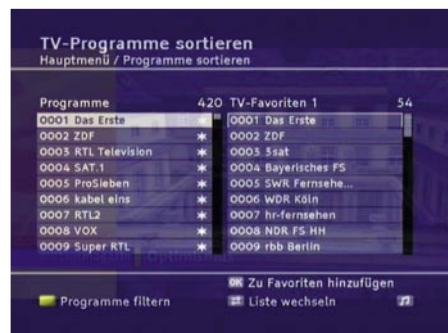 TV-Programme sortieren
Hauptmenü / Programme sortieren
Programme 420
0001 Das Erste
0002 ZDF
0003 RTL Television
0004 SAT.1
0005 ProSieben
0006 kabel eins
0007 RTL2
0008 VOX
0009 Super RTL
TV-Favoriten 1 54
0001 Das Erste
0002 ZDF
0003 3sat
0004 Bayerisches FS
0005 SWR Fernsehe...
0006 WDR Köln
0007 hr-fernsehen
0008 NDR FS HH
0009 rbb Berlin
OK Zu Favoriten hinzufügen
Programme filtern
Liste wechseln